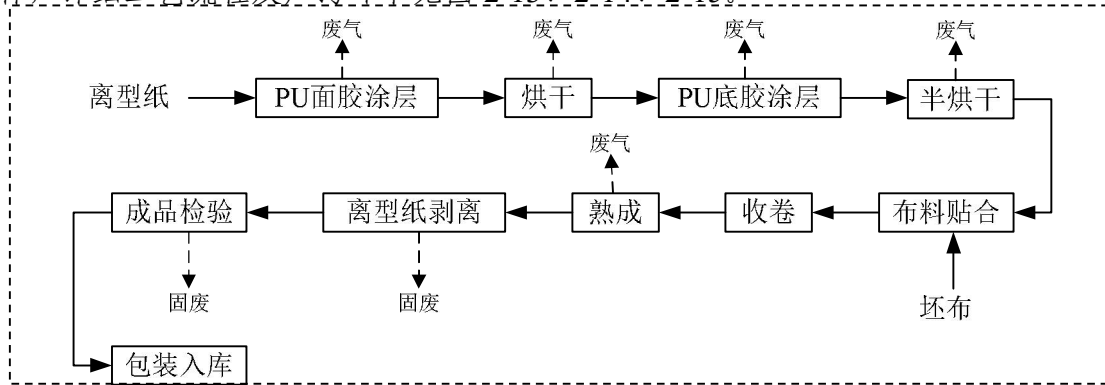 废气 废气 废气 废气
离型纸 PU面胶涂层 烘干 PU底胶涂层 半烘干
废气
成品检验 离型纸剥离 熟成 收卷 布料贴合
固废 固废 坯布
包装入库